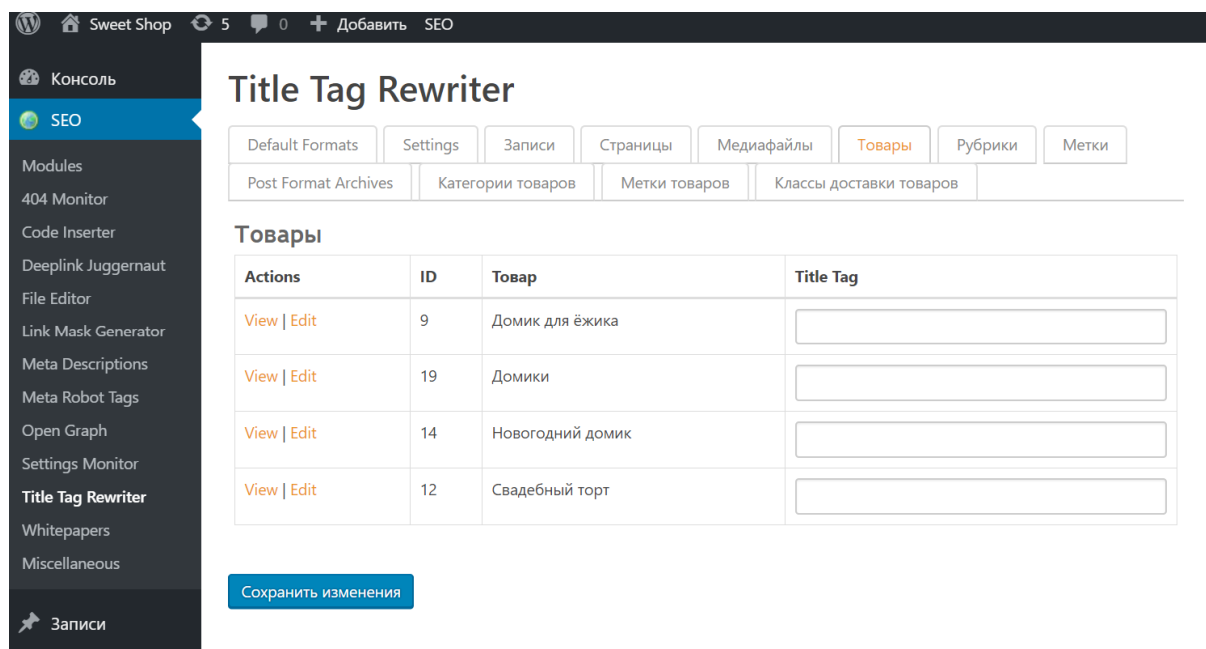 Sweet Shop 5 0 Добавить SEO
Консоль
SEO
Modules
404 Monitor
Code Inserter
Deeplink Juggernaut
File Editor
Link Mask Generator
Meta Descriptions
Meta Robot Tags
Open Graph
Settings Monitor
Title Tag Rewriter
Whitepapers
Miscellaneous
Записи
Title Tag Rewriter
Default Formats Settings Записи Страницы Медиафайлы Товары Рубрики Метки
Post Format Archives Категории товаров Метки товаров Классы доставки товаров
Товары
Actions ID Товар Title Tag
View | Edit 9 Домик для ёжика
View | Edit 19 Домики
View | Edit 14 Новогодний домик
View | Edit 12 Свадебный торт
Сохранить изменения